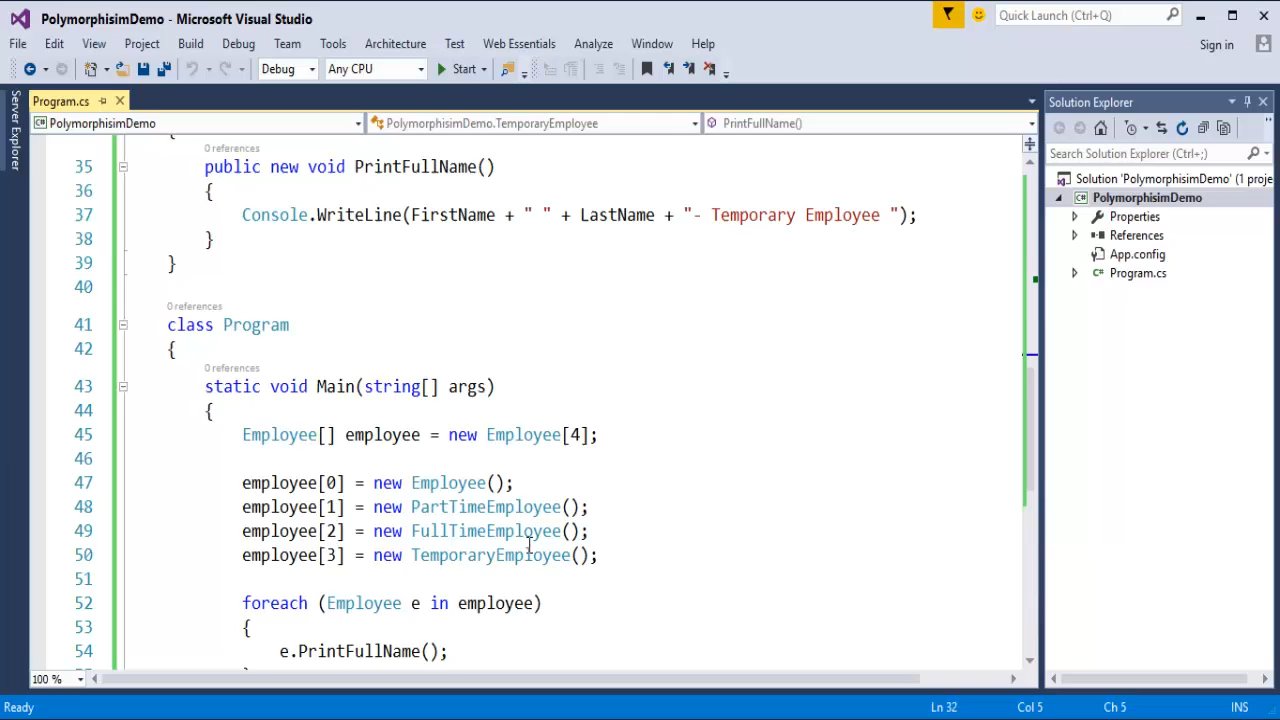 PolymorphisimDemo - Microsoft Visual Studio
Quick Launch (Ctrl+Q)
File Edit View Project Build Debug Team Tools Architecture Test Web Essentials Analyze Window Help
Sign in
Debug Any CPU Start
Server Explorer
Program.cs
PolymorphisimDemo PolymorphisimDemo.TemporaryEmployee PrintFullName()
{
0 references
35 public new void PrintFullName()
36 {
37 Console.WriteLine(FirstName + " " + LastName + "- Temporary Employee ");
38 }
39 }
40
0 references
41 class Program
42 {
0 references
43 static void Main(string[] args)
44 {
45 Employee[] employee = new Employee[4];
46
47 employee[0] = new Employee();
48 employee[1] = new PartTimeEmployee();
49 employee[2] = new FullTimeEmployee();
50 employee[3] = new TemporaryEmployee();
51
52 foreach (Employee e in employee)
53 {
54 e.PrintFullName();
100 %
Solution Explorer
Search Solution Explorer (Ctrl+;)
Solution 'PolymorphisimDemo' (1 proje
PolymorphisimDemo
Properties
References
App.config
C# Program.cs
Ready Ln 32 Col 5 Ch 5 INS